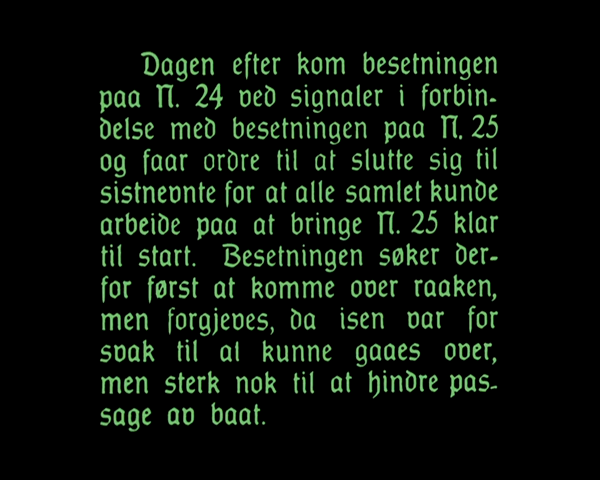 Dagen efter kom besetningen
paa N. 24 ved signaler i forbin-
delse med besetningen paa N. 25
og faar ordre til at slutte sig til
sistnevnte for at alle samlet kunde
arbeide paa at bringe N. 25 klar
til start. Besetningen søker der-
for først at komme over raaken,
men forgjeves, da isen var for
svak til al kunne gaaes over,
men sterk nok til at hindre pas-
sage av baat.